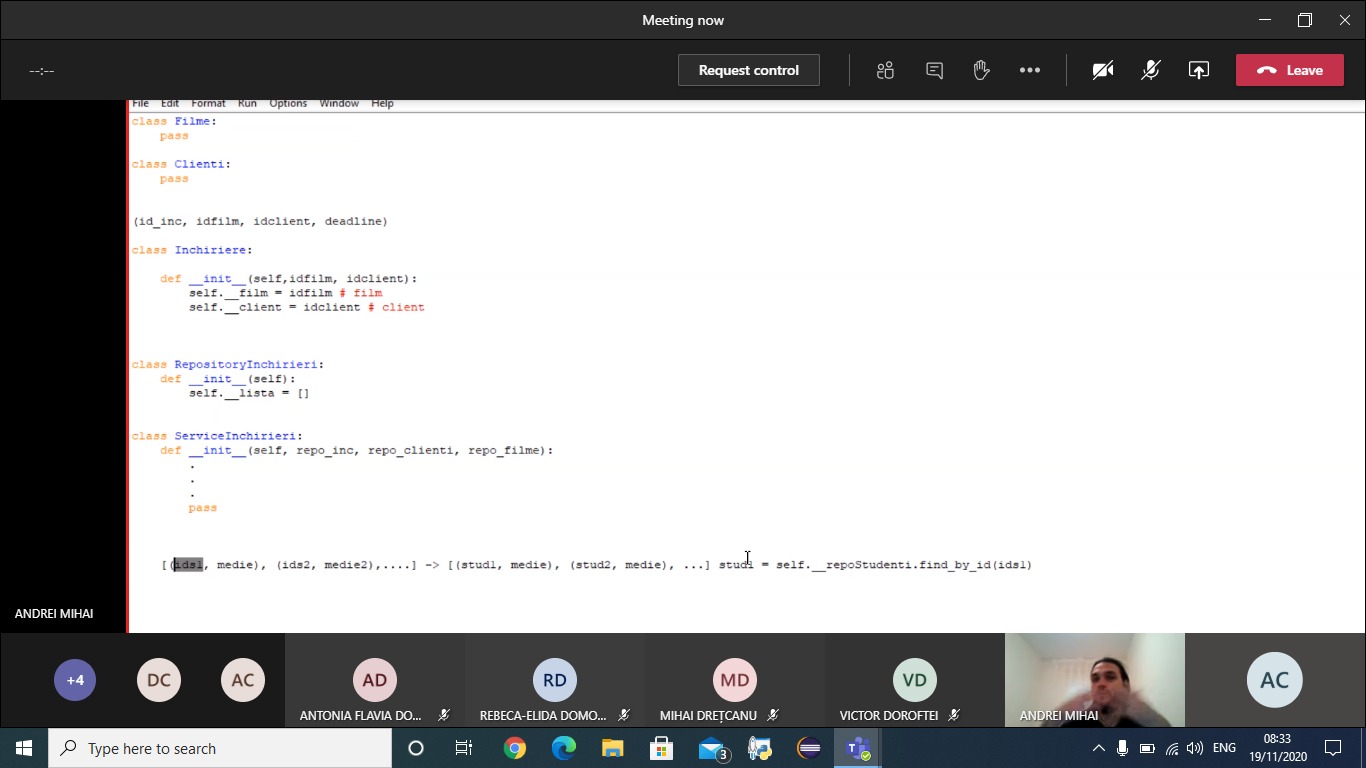 Meeting now
--:--
Request control
Leave
File Edit Format Run Options Window Help
class Filme:
pass
class Clienti:
pass
(id_inc, idfilm, idclient, deadline)
class Inchiriere:
def __init__(self,idfilm, idclient):
self.__film = idfilm # film
self.__client = idclient # client
class RepositoryInchirieri:
def __init__(self):
self.__lista = []
class ServiceInchirieri:
def __init__(self, repo_inc, repo_clienti, repo_filme):
.
.
.
pass
[(ids1, medie), (ids2, medie2),....] -> [(stud1, medie), (stud2, medie), ...] stud1 = self.__repoStudenti.find_by_id(ids1)
ANDREI MIHAI
+4
DC
AC
AD
RD
MD
VD
AC
ANTONIA FLAVIA DO...
REBECA-ELIDA DOMO...
MIHAI DREȚCANU
VICTOR DOROFTEI
ANDREI MIHAI
Type here to search
3
ENG
08:33
19/11/2020